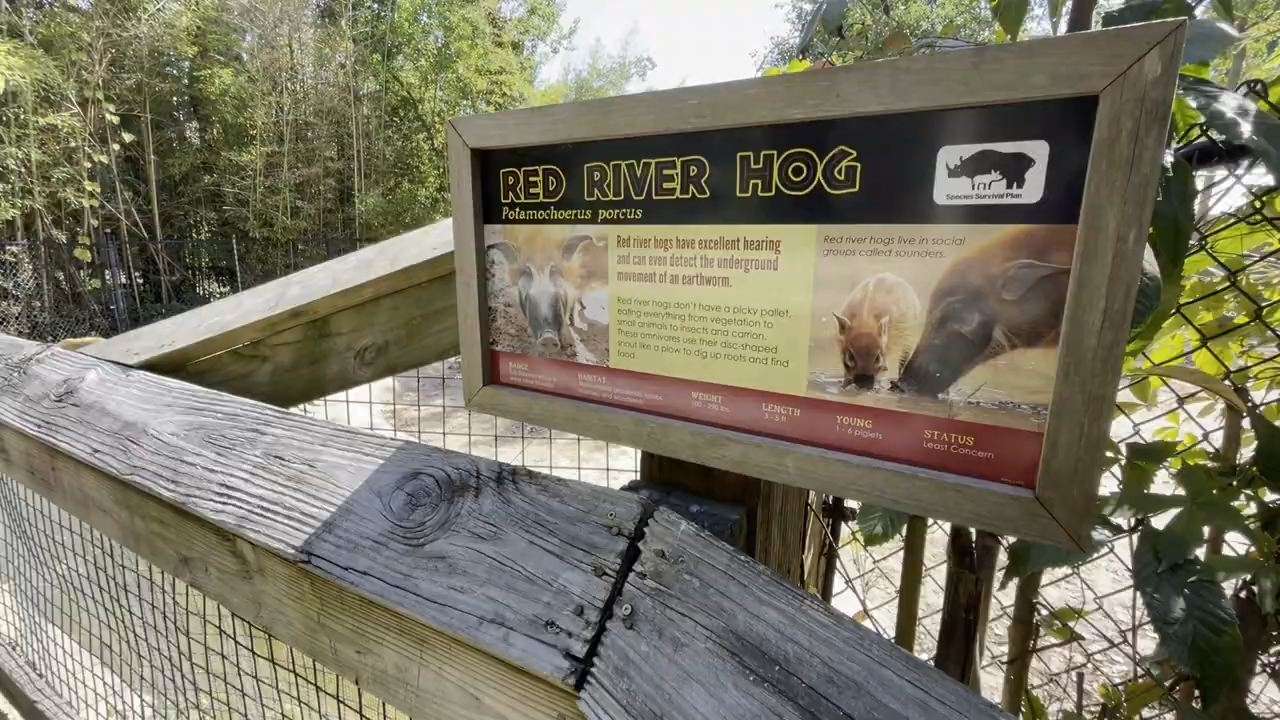 RED RIVER HOG
Potamochoerus porcus
Species Survival Plan
Red river hogs have excellent hearing
and can even detect the underground
movement of an earthworm.
Red river hogs don't have a picky pallet,
eating everything from vegetation to
small animals to insects and carrion.
These omnivores use their disc-shaped
snout like a plow to dig up roots and find
food.
Red river hogs live in social
groups called sounders.
RANGE
HABITAT
WEIGHT
100 - 290 lbs.
LENGTH
3 - 5 ft
YOUNG
1 - 6 piglets
STATUS
Least Concern